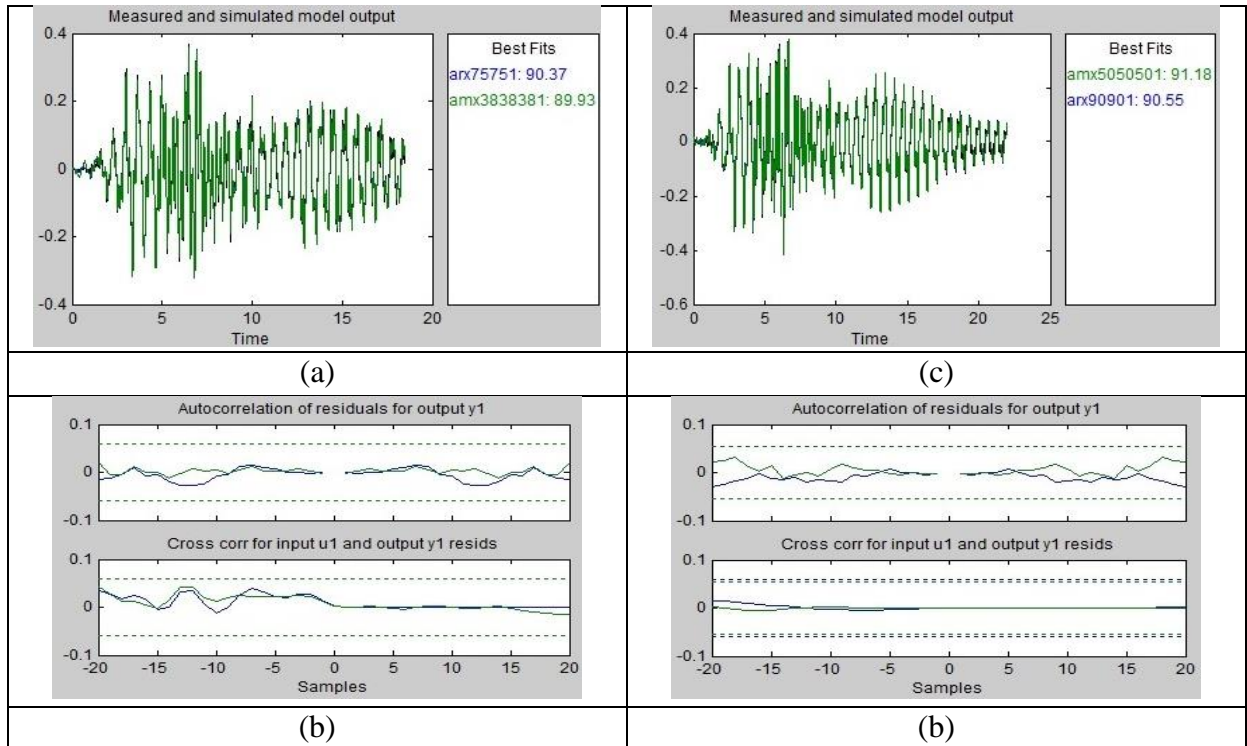 Measured and simulated model output
0.4
0.2
0
-0.2
-0.4
0 5 10 15 20
Time
Best Fits
arx75751: 90.37
amx3838381: 89.93
(a)
Measured and simulated model output
0.4
0.2
0
-0.2
-0.4
-0.6
0 5 10 15 20 25
Time
Best Fits
amx5050501: 91.18
arx90901: 90.55
(c)
Autocorrelation of residuals for output y1
0.1
0
-0.1
Cross corr for input u1 and output y1 resids
0.1
0
-0.1
-20 -15 -10 -5 0 5 10 15 20
Samples
(b)
Autocorrelation of residuals for output y1
0.1
0
-0.1
Cross corr for input u1 and output y1 resids
0.1
0
-0.1
-20 -15 -10 -5 0 5 10 15 20
Samples
(b)